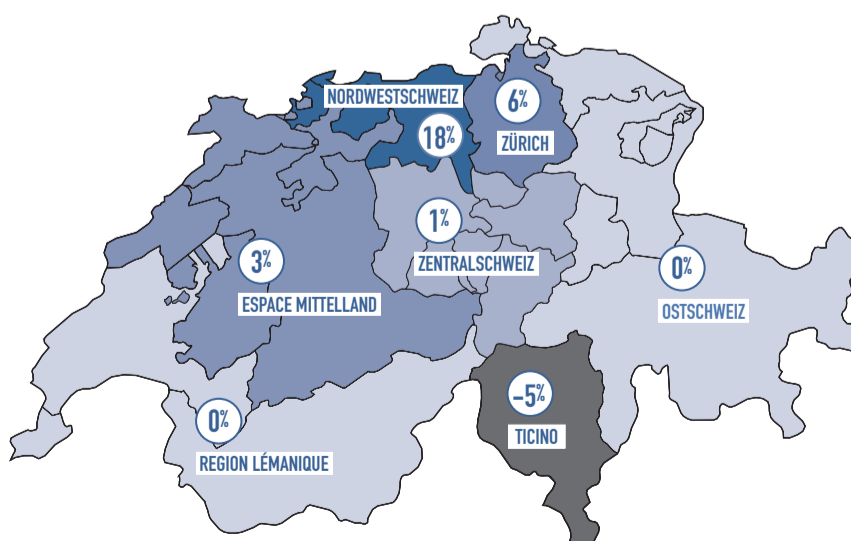 NORDWESTSCHWEIZ
18%
6%
ZÜRICH
1%
ZENTRALSCHWEIZ
3%
ESPACE MITTELLAND
0%
OSTSCHWEIZ
0%
REGION LÉMANIQUE
–5%
TICINO